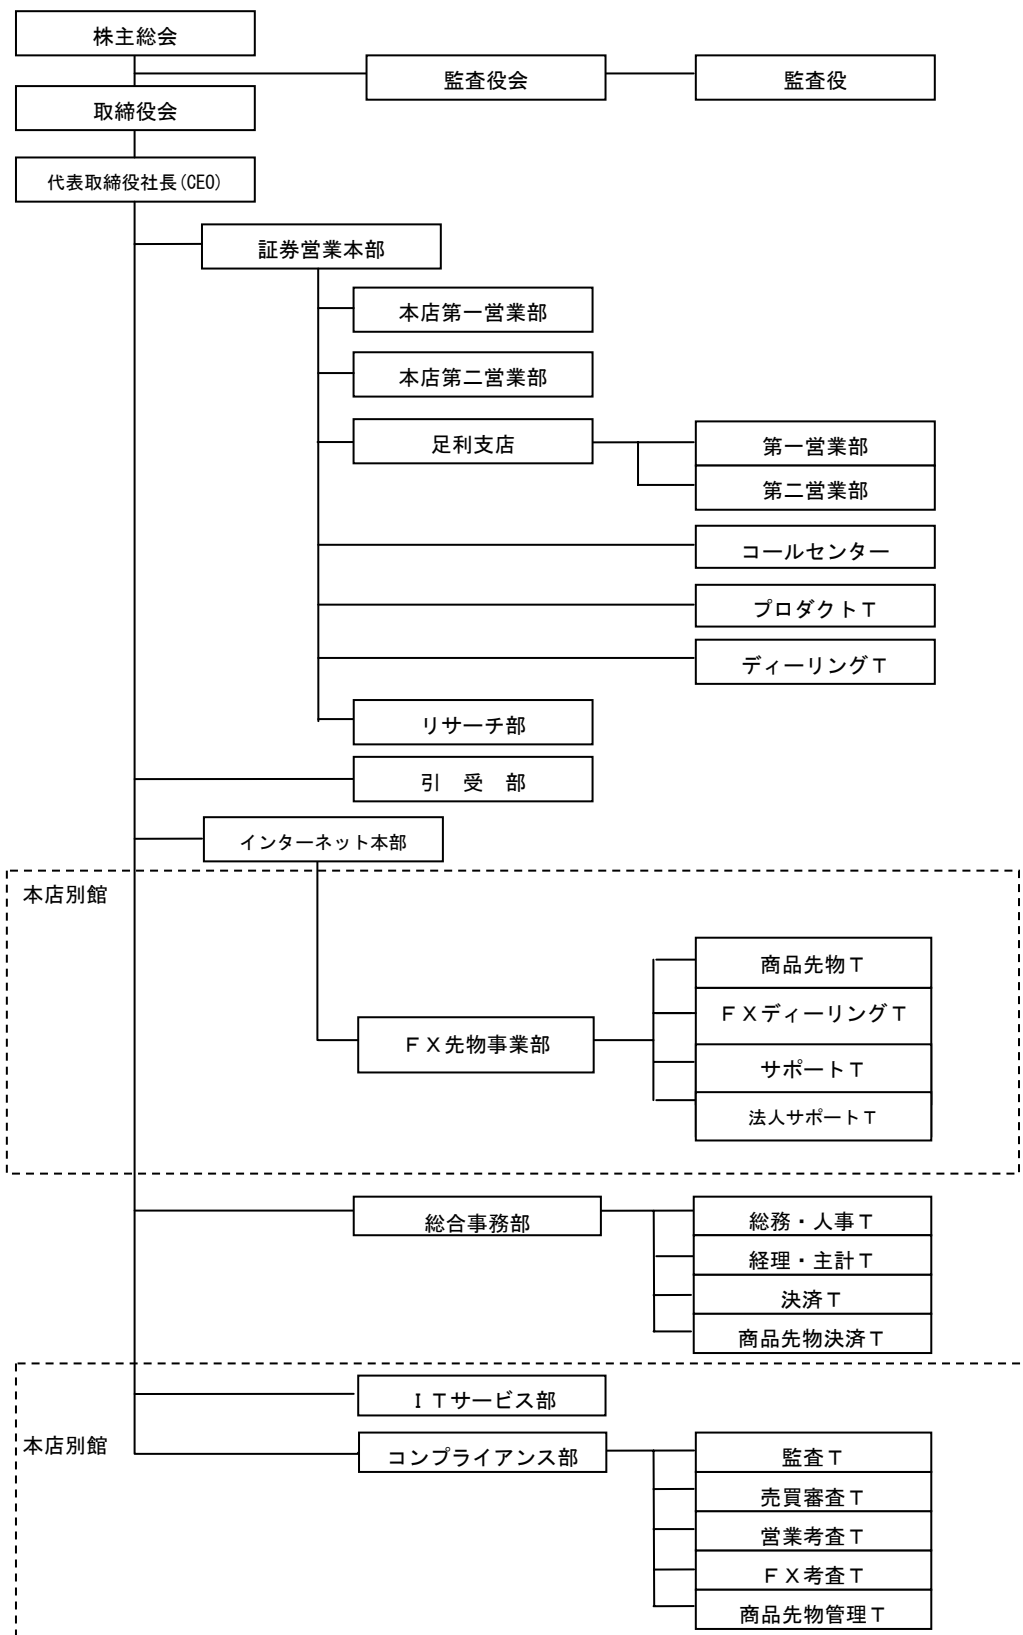 株主総会
監査役会
監査役
取締役会
代表取締役社長(CEO)
証券営業本部
本店第一営業部
本店第二営業部
足利支店
第一営業部
第二営業部
コールセンター
プロダクトＴ
ディーリングＴ
リサーチ部
引　受　部
インターネット本部
本店別館
商品先物Ｔ
ＦＸディーリングＴ
ＦＸ先物事業部
サポートＴ
法人サポートＴ
総合事務部
総務・人事Ｔ
経理・主計Ｔ
決済Ｔ
商品先物決済Ｔ
ＩＴサービス部
本店別館
コンプライアンス部
監査Ｔ
売買審査Ｔ
営業考査Ｔ
ＦＸ考査Ｔ
商品先物管理Ｔ